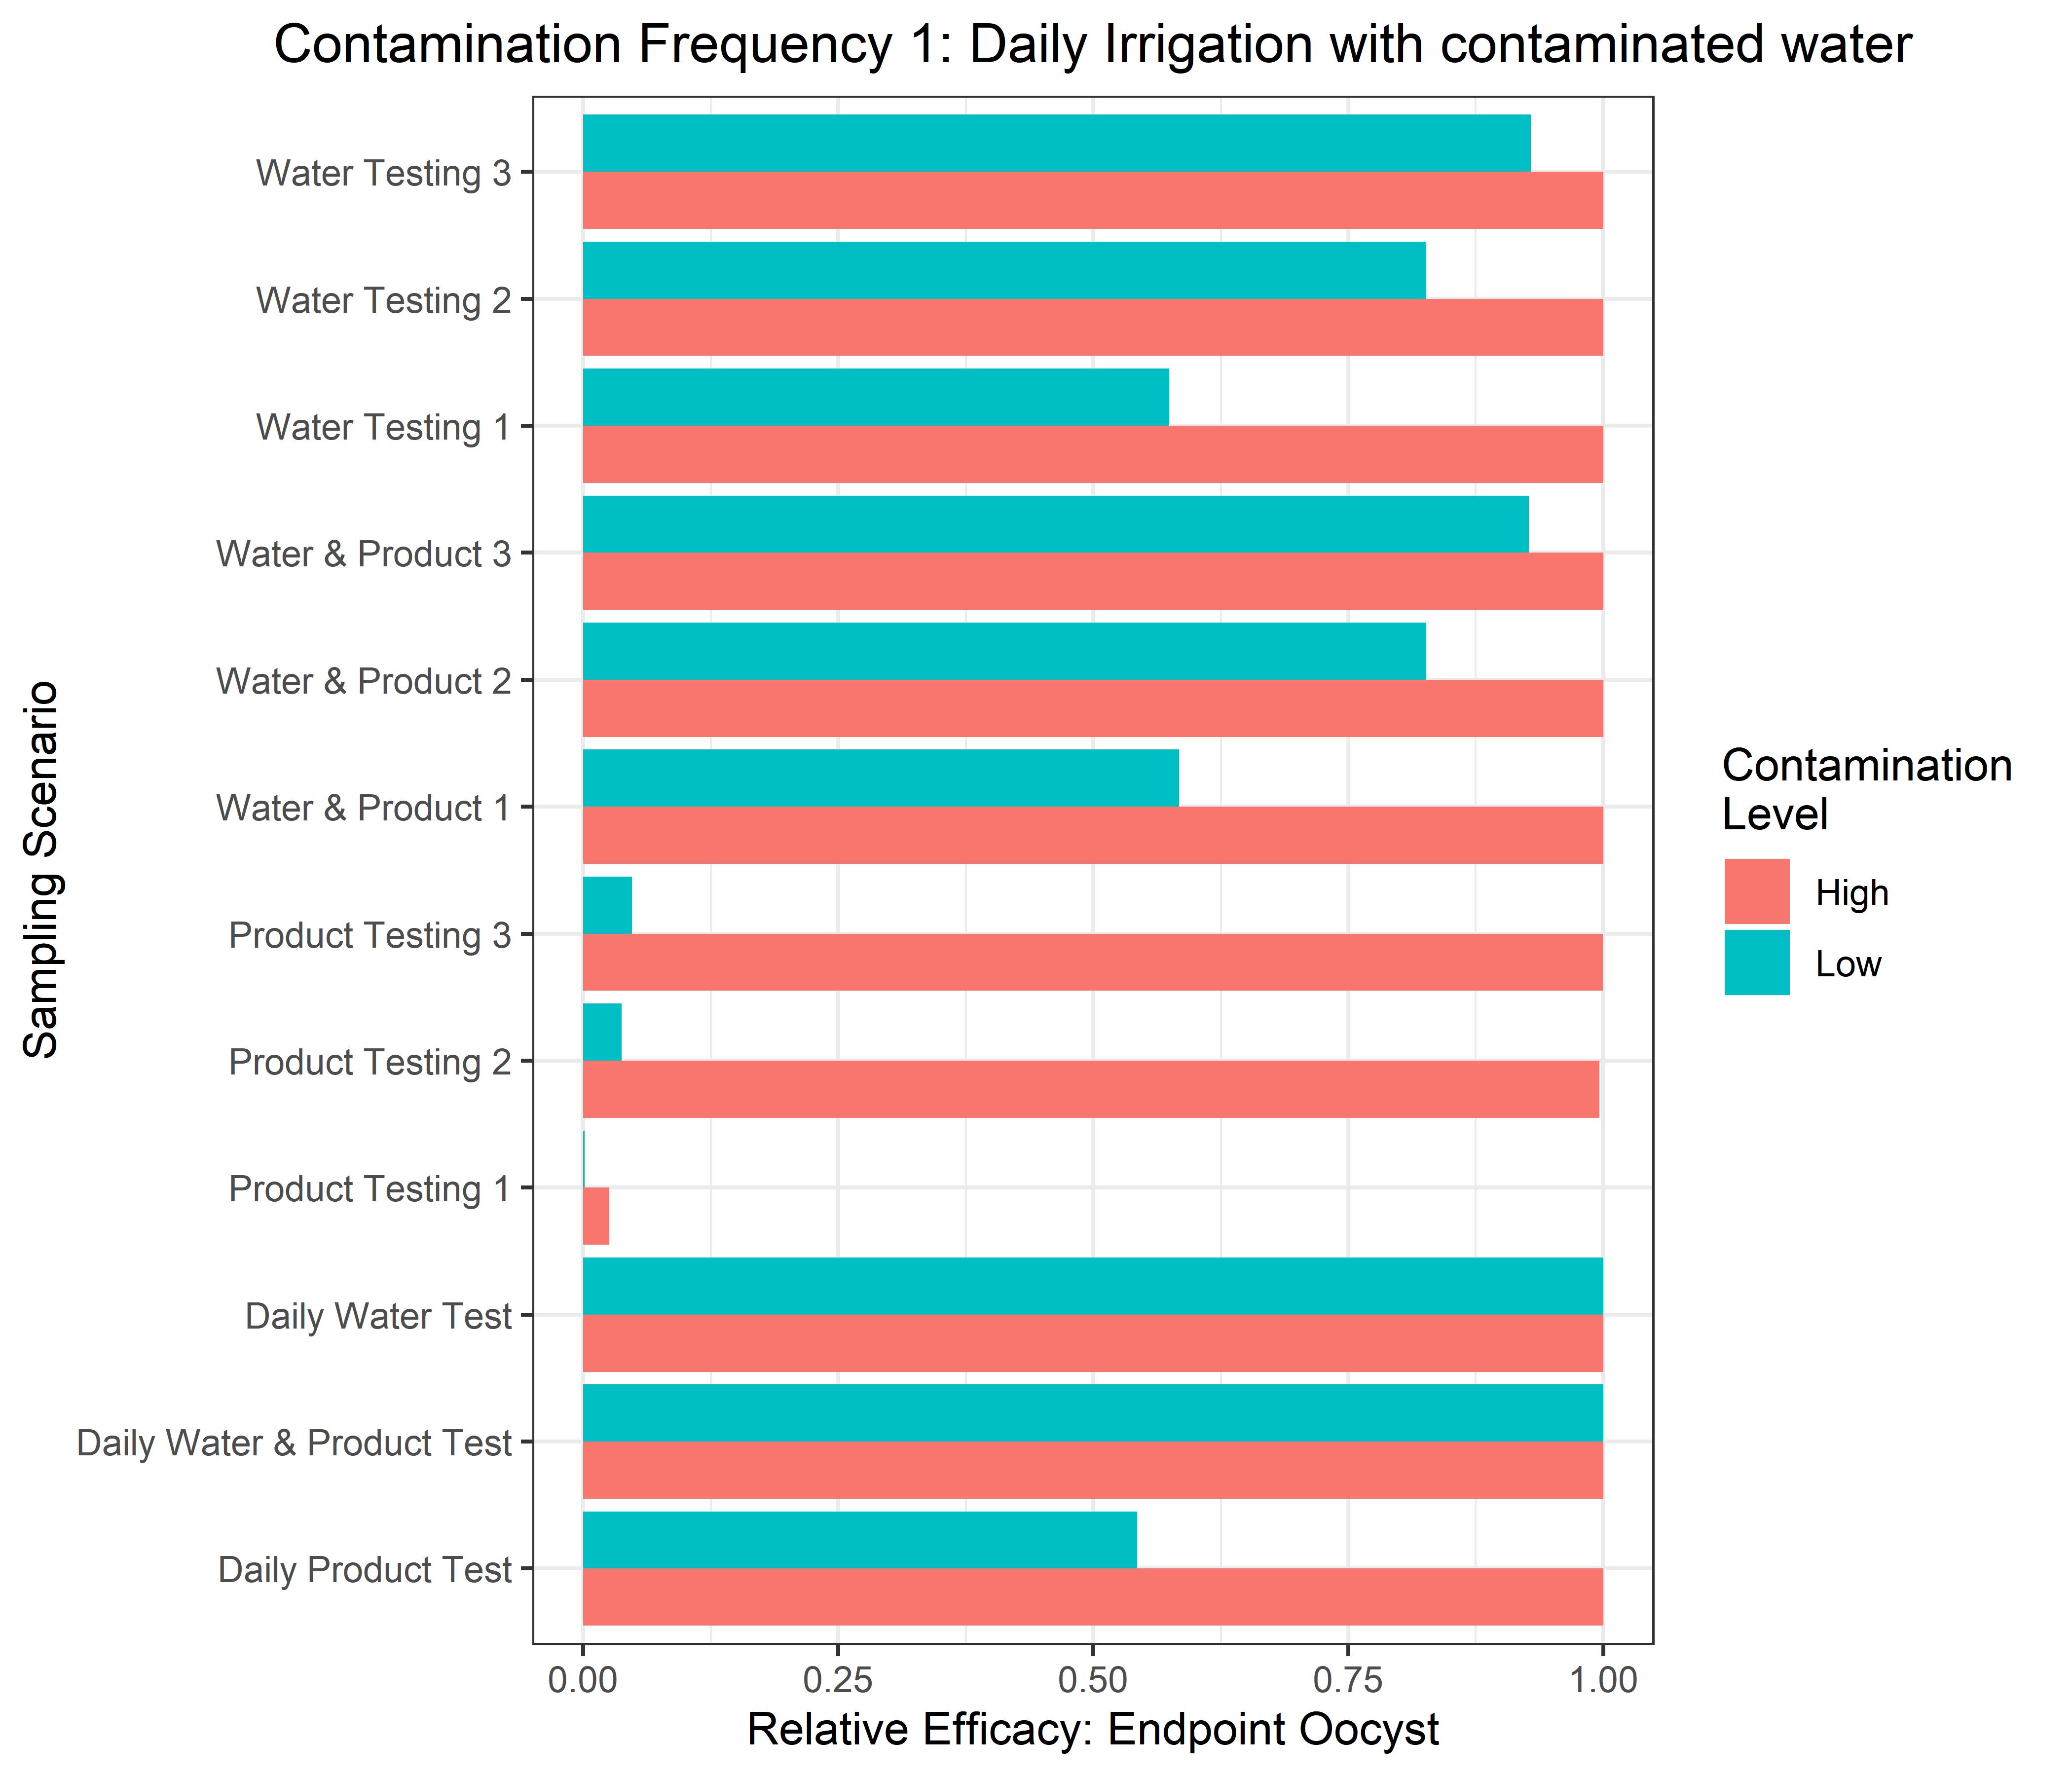 Contamination Frequency 1: Daily Irrigation with contaminated water
Sampling Scenario
Water Testing 3
Water Testing 2
Water Testing 1
Water & Product 3
Water & Product 2
Water & Product 1
Product Testing 3
Product Testing 2
Product Testing 1
Daily Water Test
Daily Water & Product Test
Daily Product Test
0.00 0.25 0.50 0.75 1.00
Relative Efficacy: Endpoint Oocyst
Contamination
Level
High
Low